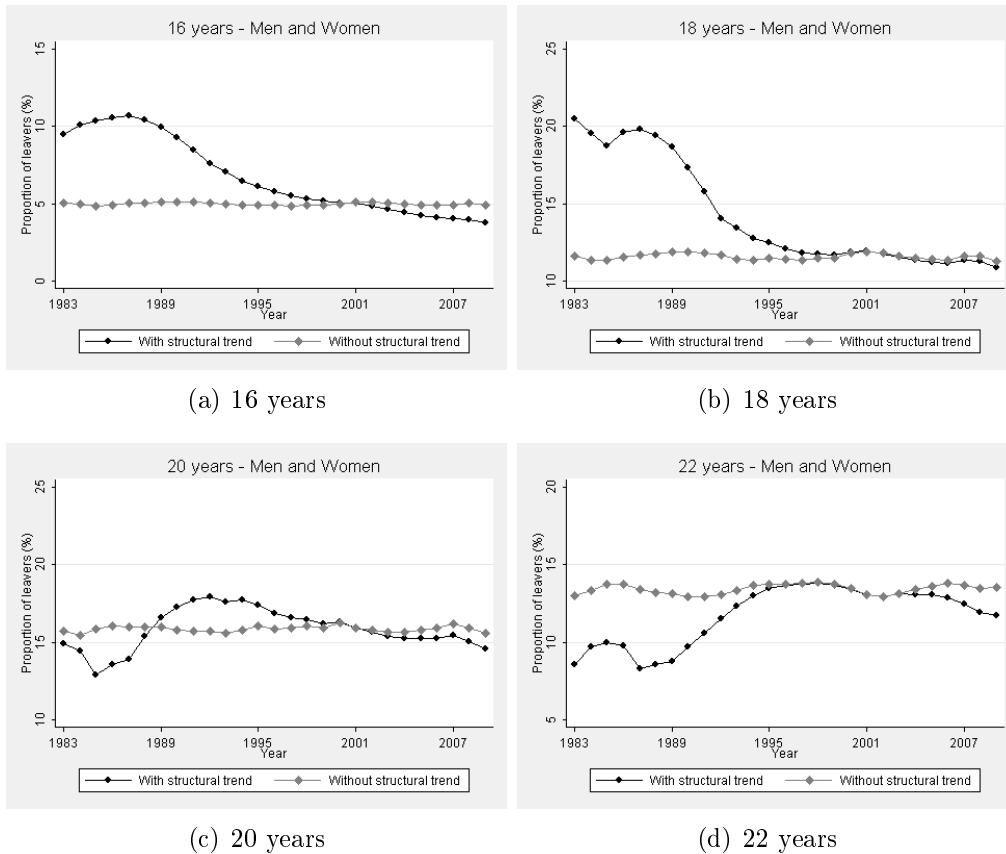 16 years - Men and Women
Proportion of leavers (%)
15
10
5
0
1983 1989 1995 2001 2007
Year
With structural trend Without structural trend
(a) 16 years
18 years - Men and Women
Proportion of leavers (%)
25
20
15
10
1983 1989 1995 2001 2007
Year
With structural trend Without structural trend
(b) 18 years
20 years - Men and Women
Proportion of leavers (%)
25
20
15
10
1983 1989 1995 2001 2007
Year
With structural trend Without structural trend
(c) 20 years
22 years - Men and Women
Proportion of leavers (%)
20
15
10
5
1983 1989 1995 2001 2007
Year
With structural trend Without structural trend
(d) 22 years